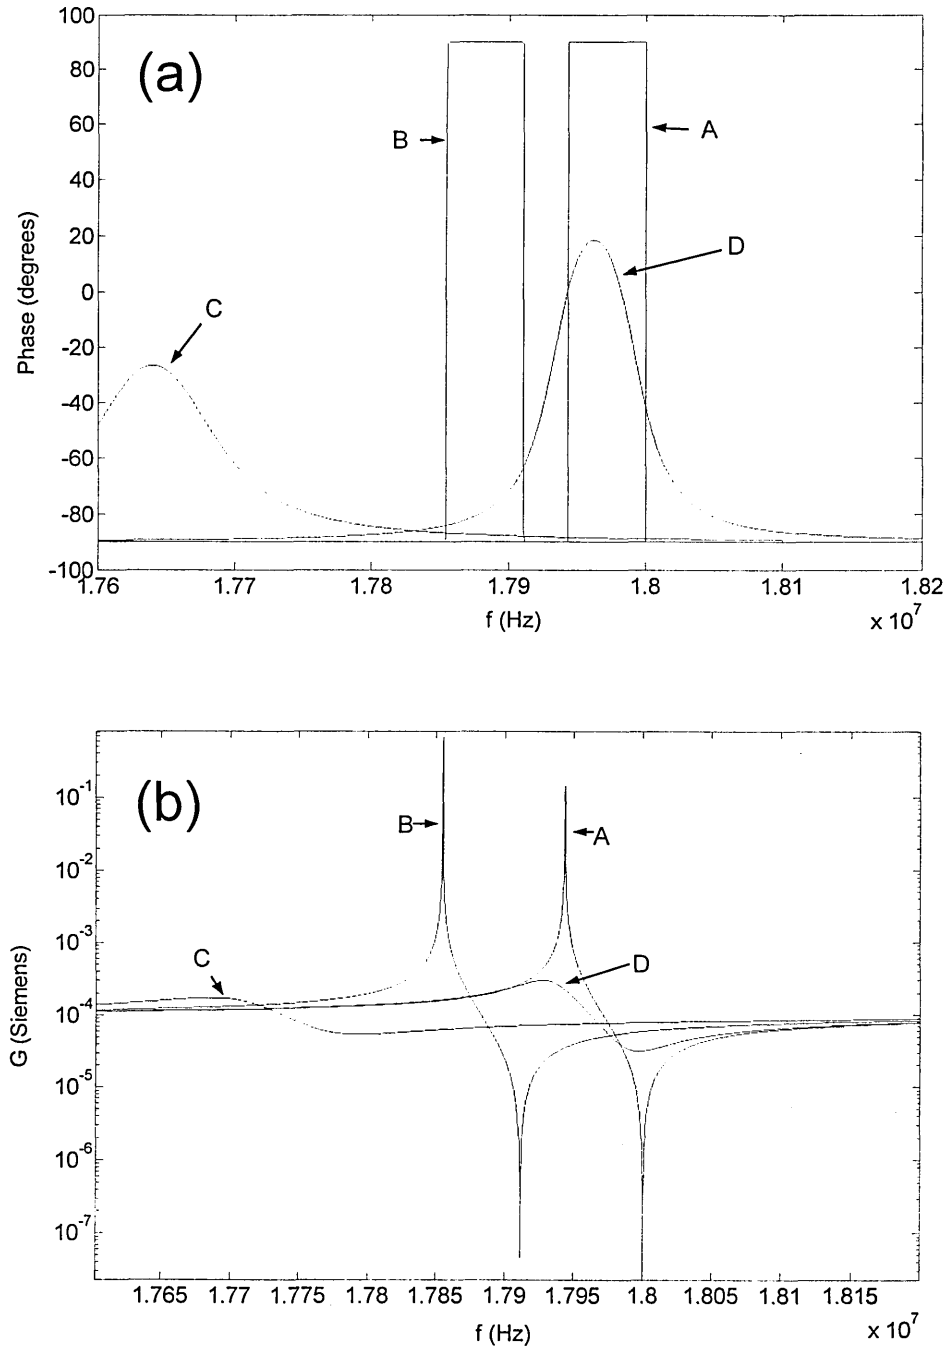 (a)
100
80
60
40
20
0
-20
-40
-60
-80
-100
Phase (degrees)
B
A
D
C
1.76 1.77 1.78 1.79 1.8 1.81 1.82
f (Hz)
x 10^7
(b)
10^-1
10^-2
10^-3
10^-4
10^-5
10^-6
10^-7
G (Siemens)
B
A
C
D
1.765 1.77 1.775 1.78 1.785 1.79 1.795 1.8 1.805 1.81 1.815
f (Hz)
x 10^7